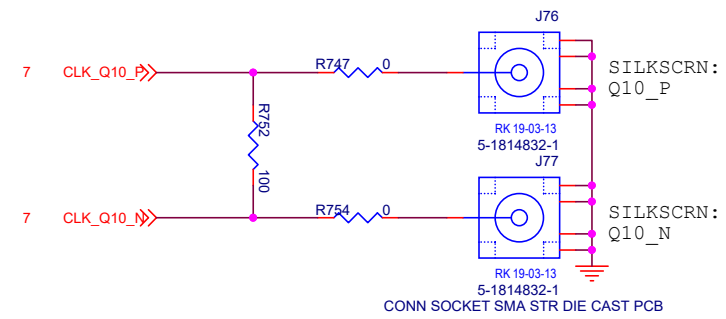 J76
7 CLK_Q10_P
R747 0
SILKSCRN:
Q10_P
R752
100
RK 19-03-13
5-1814832-1
J77
7 CLK_Q10_N
R754 0
SILKSCRN:
Q10_N
RK 19-03-13
5-1814832-1
CONN SOCKET SMA STR DIE CAST PCB